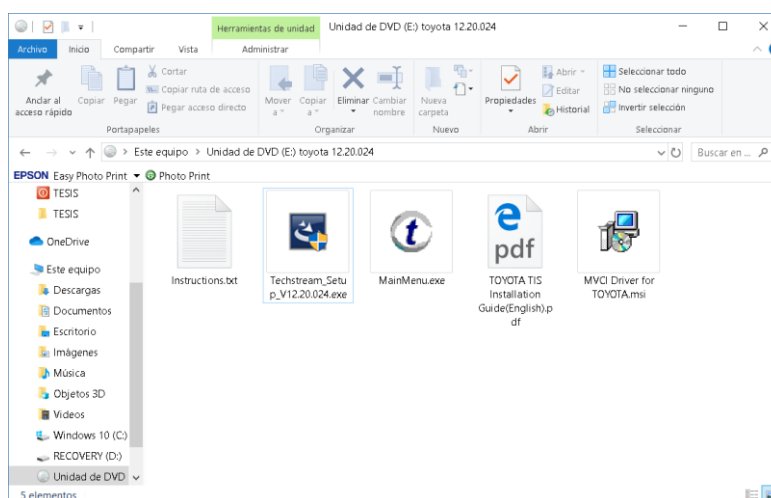 Herramientas de unidad
Unidad de DVD (E:) toyota 12.20.024
Archivo Inicio Compartir Vista Administrar
Anclar al acceso rápido
Copiar
Pegar
Cortar
Copiar ruta de acceso
Pegar acceso directo
Portapapeles
Mover a
Copiar a
Eliminar
Cambiar nombre
Organizar
Nueva carpeta
Nuevo
Propiedades
Abrir
Editar
Historial
Abrir
Seleccionar todo
No seleccionar ninguno
Invertir selección
Seleccionar
Este equipo > Unidad de DVD (E:) toyota 12.20.024
Buscar en ...
EPSON Easy Photo Print Photo Print
TESIS
TESIS
OneDrive
Este equipo
Descargas
Documentos
Escritorio
Imágenes
Música
Objetos 3D
Videos
Windows 10 (C:)
RECOVERY (D:)
Unidad de DVD
Instructions.txt
Techstream_Setu
p_V12.20.024.exe
t
MainMenu.exe
pdf
TOYOTA TIS
Installation
Guide(English).p
df
MVCI Driver for
TOYOTA.msi
5 elementos